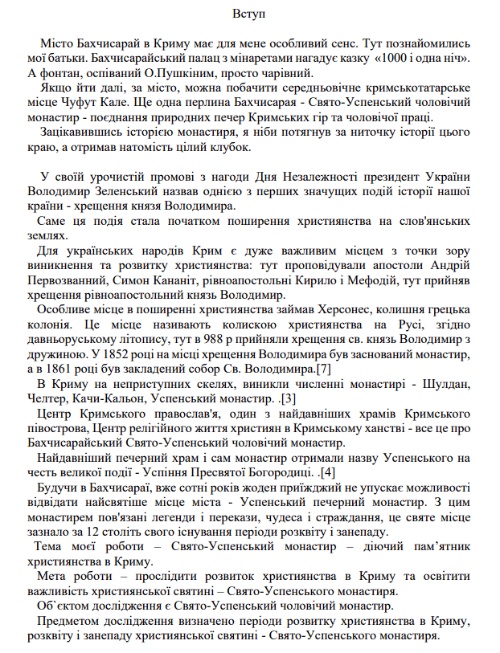 Вступ
Місто Бахчисарай в Криму має для мене особливий сенс. Тут познайомились
мої батьки. Бахчисарайський палац з мінаретами нагадує казку «1000 і одна ніч».
А фонтан, оспіваний О.Пушкіним, просто чарівний.
Якщо йти далі, за місто, можна побачити середньовічне кримськотатарське
місце Чуфут Кале. Ще одна перлина Бахчисарая - Свято-Успенський чоловічий
монастир - поєднання природних печер Кримських гір та чоловічої праці.
Зацікавившись історією монастиря, я ніби потягнув за ниточку історії цього
краю, а отримав натомість цілий клубок.
У своїй урочистій промові з нагоди Дня Незалежності президент України
Володимир Зеленський назвав однією з перших значущих подій історії нашої
країни - хрещення князя Володимира.
Саме ця подія стала початком поширення християнства на слов'янських
землях.
Для українських народів Крим є дуже важливим місцем з точки зору
виникнення та розвитку християнства: тут проповідували апостоли Андрій
Первозванний, Симон Кананіт, рівноапостольні Кирило і Мефодій, тут прийняв
хрещення рівноапостольний князь Володимир.
Особливе місце в поширенні християнства займав Херсонес, колишня грецька
колонія. Це місце називають колискою християнства на Русі, згідно
давньоруському літопису, тут в 988 р прийняли хрещення св. князь Володимир з
дружиною. У 1852 році на місці хрещення Володимира був заснований монастир,
а в 1861 році був закладений собор Св. Володимира.[7]
В Криму на неприступних скелях, виникли численні монастирі - Шулдан,
Челтер, Качи-Кальон, Успенський монастир. .[3]
Центр Кримського православ'я, один з найдавніших храмів Кримського
півострова, Центр релігійного життя християн в Кримському ханстві - все це про
Бахчисарайський Свято-Успенський чоловічий монастир.
Найдавніший печерний храм і сам монастир отримали назву Успенського на
честь великої події - Успіння Пресвятої Богородиці. .[4]
Будучи в Бахчисараї, вже сотні років жоден приїжджий не упускає можливості
відвідати найсвятіше місце міста - Успенський печерний монастир. З цим
монастирем пов'язані легенди і перекази, чудеса і страждання, це святе місце
зазнало за 12 століть свого існування періоди розквіту і занепаду.
Тема моєї роботи – Свято-Успенський монастир – діючий пам’ятник
християнства в Криму.
Мета роботи – прослідити розвиток християнства в Криму та освітити
важливість християнської святині – Свято-Успенського монастиря.
Об`єктом дослідження є Свято-Успенський чоловічий монастир.
Предметом дослідження визначено періоди розвитку християнства в Криму,
розквіту і занепаду християнської святині - Свято-Успенського монастиря.